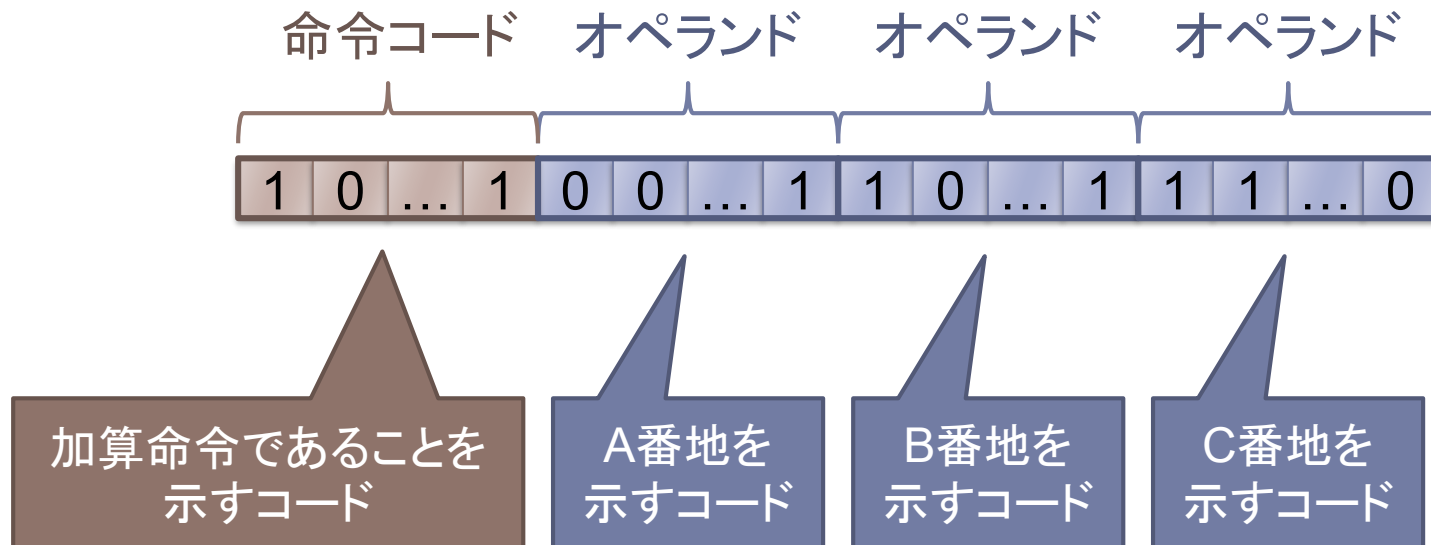 命令コード オペランド オペランド オペランド
1 0 … 1 0 0 … 1 1 0 … 1 1 1 … 0
加算命令であることを
示すコード
A番地を
示すコード
B番地を
示すコード
C番地を
示すコード